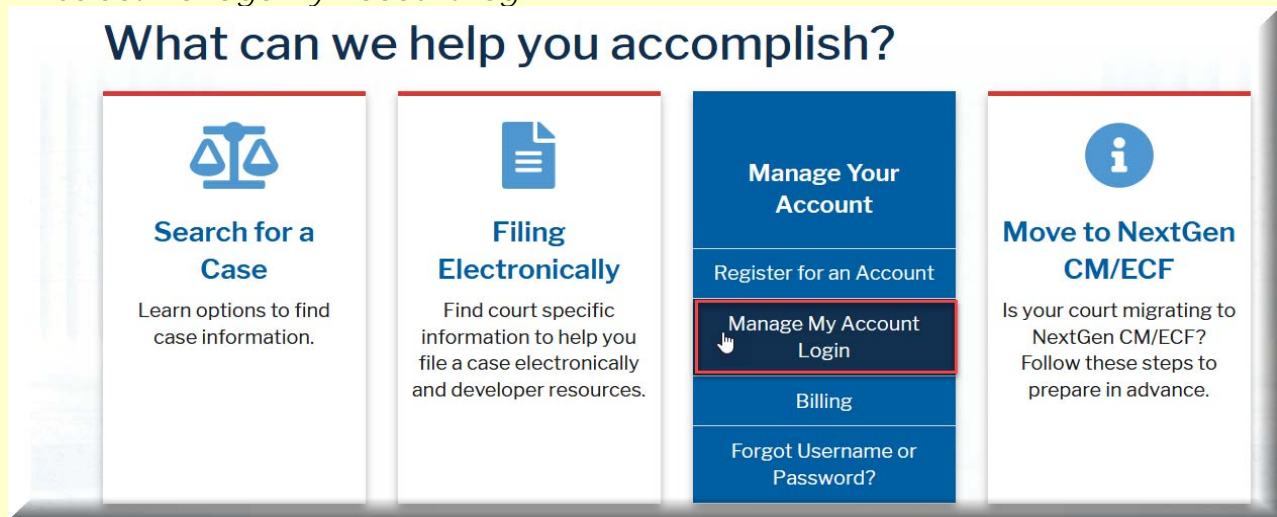 What can we help you accomplish?
Search for a
Case
Learn options to find
case information.
Filing
Electronically
Find court specific
information to help you
file a case electronically
and developer resources.
Manage Your
Account
Register for an Account
Manage My Account
Login
Billing
Forgot Username or
Password?
Move to NextGen
CM/ECF
Is your court migrating to
NextGen CM/ECF?
Follow these steps to
prepare in advance.